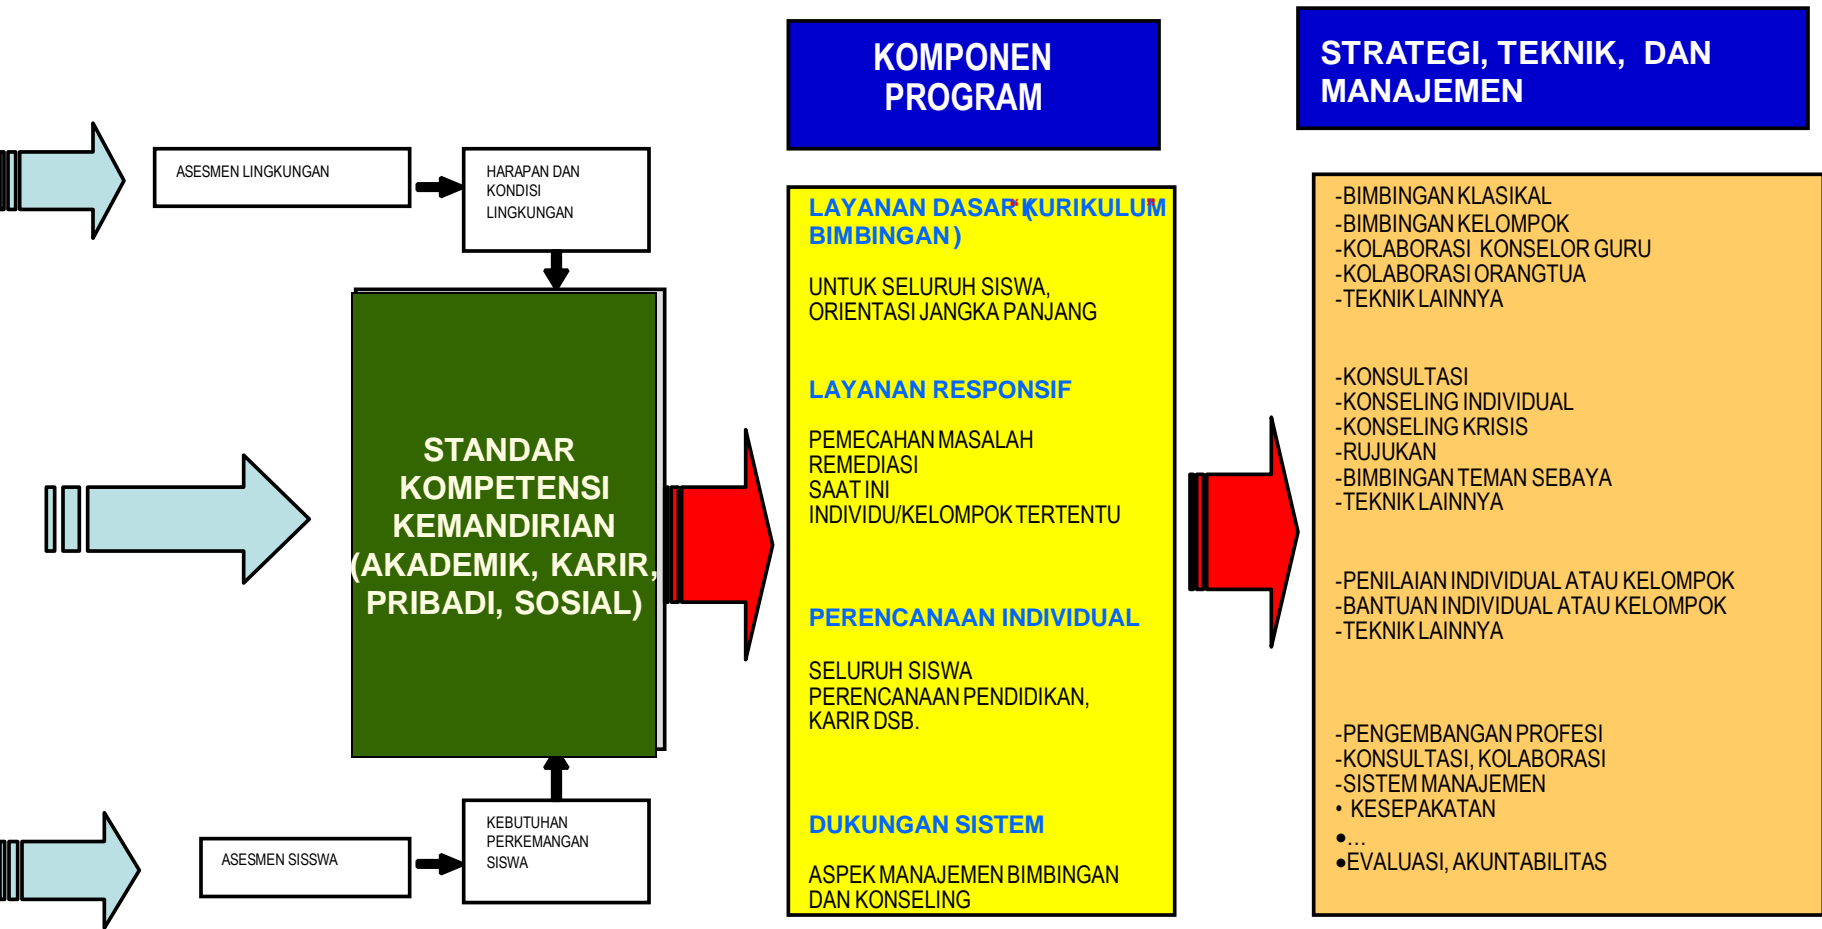 KOMPONEN
PROGRAM
STRATEGI, TEKNIK, DAN
MANAJEMEN
ASESMEN LINGKUNGAN
HARAPAN DAN
KONDISI
LINGKUNGAN
STANDAR
KOMPETENSI
KEMANDIRIAN
(AKADEMIK, KARIR,
PRIBADI, SOSIAL)
ASESMEN SISSWA
KEBUTUHAN
PERKEMANGAN
SISWA
LAYANAN DASAR (KURIKULUM
BIMBINGAN)
UNTUK SELURUH SISWA,
ORIENTASI JANGKA PANJANG
LAYANAN RESPONSIF
PEMECAHAN MASALAH
REMEDIASI
SAAT INI
INDIVIDU/KELOMPOK TERTENTU
PERENCANAAN INDIVIDUAL
SELURUH SISWA
PERENCANAAN PENDIDIKAN,
KARIR DSB.
DUKUNGAN SISTEM
ASPEK MANAJEMEN BIMBINGAN
DAN KONSELING
-BIMBINGAN KLASIKAL
-BIMBINGAN KELOMPOK
-KOLABORASI KONSELOR GURU
-KOLABORASI ORANGTUA
-TEKNIK LAINNYA
-KONSULTASI
-KONSELING INDIVIDUAL
-KONSELING KRISIS
-RUJUKAN
-BIMBINGAN TEMAN SEBAYA
-TEKNIK LAINNYA
-PENILAIAN INDIVIDUAL ATAU KELOMPOK
-BANTUAN INDIVIDUAL ATAU KELOMPOK
-TEKNIK LAINNYA
-PENGEMBANGAN PROFESI
-KONSULTASI, KOLABORASI
-SISTEM MANAJEMEN
• KESEPAKATAN
●...
●EVALUASI, AKUNTABILITAS